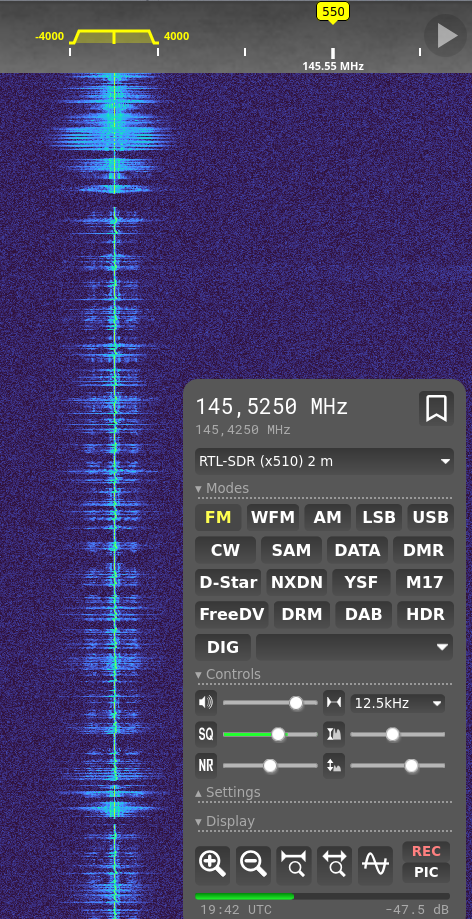 550
-4000 4000
145.55 MHz
145,5250 MHz
145,4250 MHz
RTL-SDR (x510) 2 m
▾ Modes
FM WFM AM LSB USB
CW SAM DATA DMR
D-Star NXDN YSF M17
FreeDV DRM DAB HDR
DIG
▾ Controls
12.5kHz
SQ
NR
▴ Settings
▾ Display
REC
PIC
19:42 UTC -47.5 dB